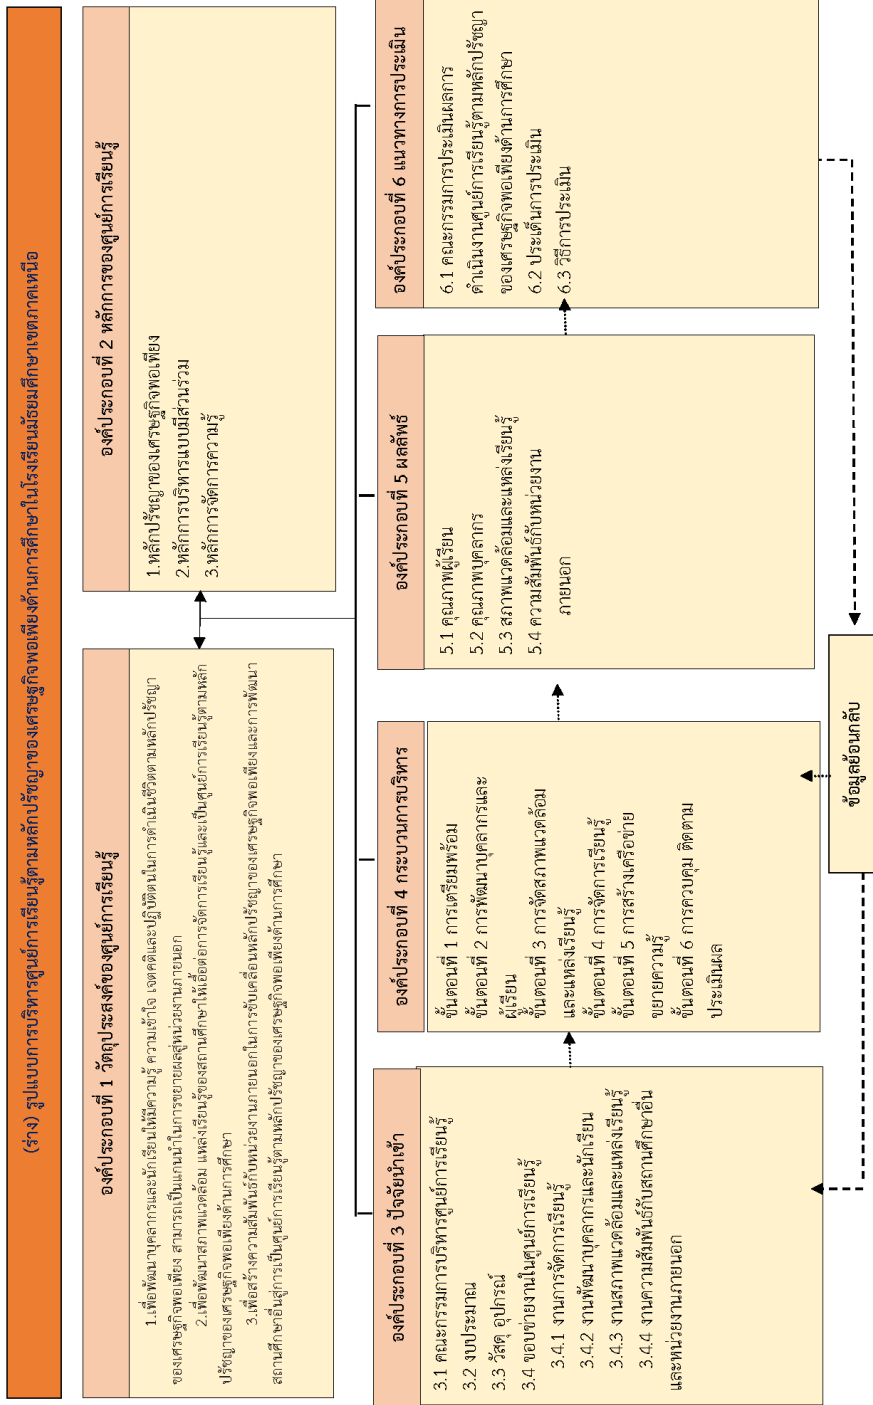 (ร่าง) รูปแบบการบริหารศูนย์การเรียนรู้ตามหลักปรัชญาของเศรษฐกิจพอเพียงด้านการศึกษาในโรงเรียนมัธยมศึกษาเขตภาคเหนือ
องค์ประกอบที่ 1 วัตถุประสงค์ของศูนย์การเรียนรู้
1.เพื่อพัฒนาบุคลากรและนักเรียนให้มีความรู้ ความเข้าใจ เจตคติและปฏิบัติตนในการดำเนินชีวิตตามหลักปรัชญา
ของเศรษฐกิจพอเพียง สามารถเป็นแกนนำในการขยายผลสู่หน่วยงานภายนอก
2.เพื่อพัฒนาสภาพแวดล้อม แหล่งเรียนรู้ของสถานศึกษาให้เอื้อต่อการจัดการเรียนรู้และเป็นศูนย์การเรียนรู้ตามหลัก
ปรัชญาของเศรษฐกิจพอเพียงด้านการศึกษา
3.เพื่อสร้างความสัมพันธ์กับหน่วยงานภายนอกในการขับเคลื่อนหลักปรัชญาของเศรษฐกิจพอเพียงและการพัฒนา
สถานศึกษาอื่นสู่การเป็นศูนย์การเรียนรู้ตามหลักปรัชญาของเศรษฐกิจพอเพียงด้านการศึกษา
องค์ประกอบที่ 2 หลักการของศูนย์การเรียนรู้
1.หลักปรัชญาของเศรษฐกิจพอเพียง
2.หลักการบริหารแบบมีส่วนร่วม
3.หลักการจัดการความรู้
องค์ประกอบที่ 3 ปัจจัยนำเข้า
3.1 คณะกรรมการบริหารศูนย์การเรียนรู้
3.2 งบประมาณ
3.3 วัสดุ อุปกรณ์
3.4 ขอบข่ายงานในศูนย์การเรียนรู้
3.4.1 งานการจัดการเรียนรู้
3.4.2 งานพัฒนาบุคลากรและนักเรียน
3.4.3 งานสภาพแวดล้อมและแหล่งเรียนรู้
3.4.4 งานความสัมพันธ์กับสถานศึกษาอื่น
และหน่วยงานภายนอก
องค์ประกอบที่ 4 กระบวนการบริหาร
ขั้นตอนที่ 1 การเตรียมพร้อม
ขั้นตอนที่ 2 การพัฒนาบุคลากรและ
ผู้เรียน
ขั้นตอนที่ 3 การจัดสภาพแวดล้อม
และแหล่งเรียนรู้
ขั้นตอนที่ 4 การจัดการเรียนรู้
ขั้นตอนที่ 5 การสร้างเครือข่าย
ขยายความรู้
ขั้นตอนที่ 6 การควบคุม ติดตาม
ประเมินผล
องค์ประกอบที่ 5 ผลลัพธ์
5.1 คุณภาพผู้เรียน
5.2 คุณภาพบุคลากร
5.3 สภาพแวดล้อมและแหล่งเรียนรู้
5.4 ความสัมพันธ์กับหน่วยงาน
ภายนอก
องค์ประกอบที่ 6 แนวทางการประเมิน
6.1 คณะกรรมการประเมินผลการ
ดำเนินงานศูนย์การเรียนรู้ตามหลักปรัชญา
ของเศรษฐกิจพอเพียงด้านการศึกษา
6.2 ประเด็นการประเมิน
6.3 วิธีการประเมิน
ข้อมูลย้อนกลับ